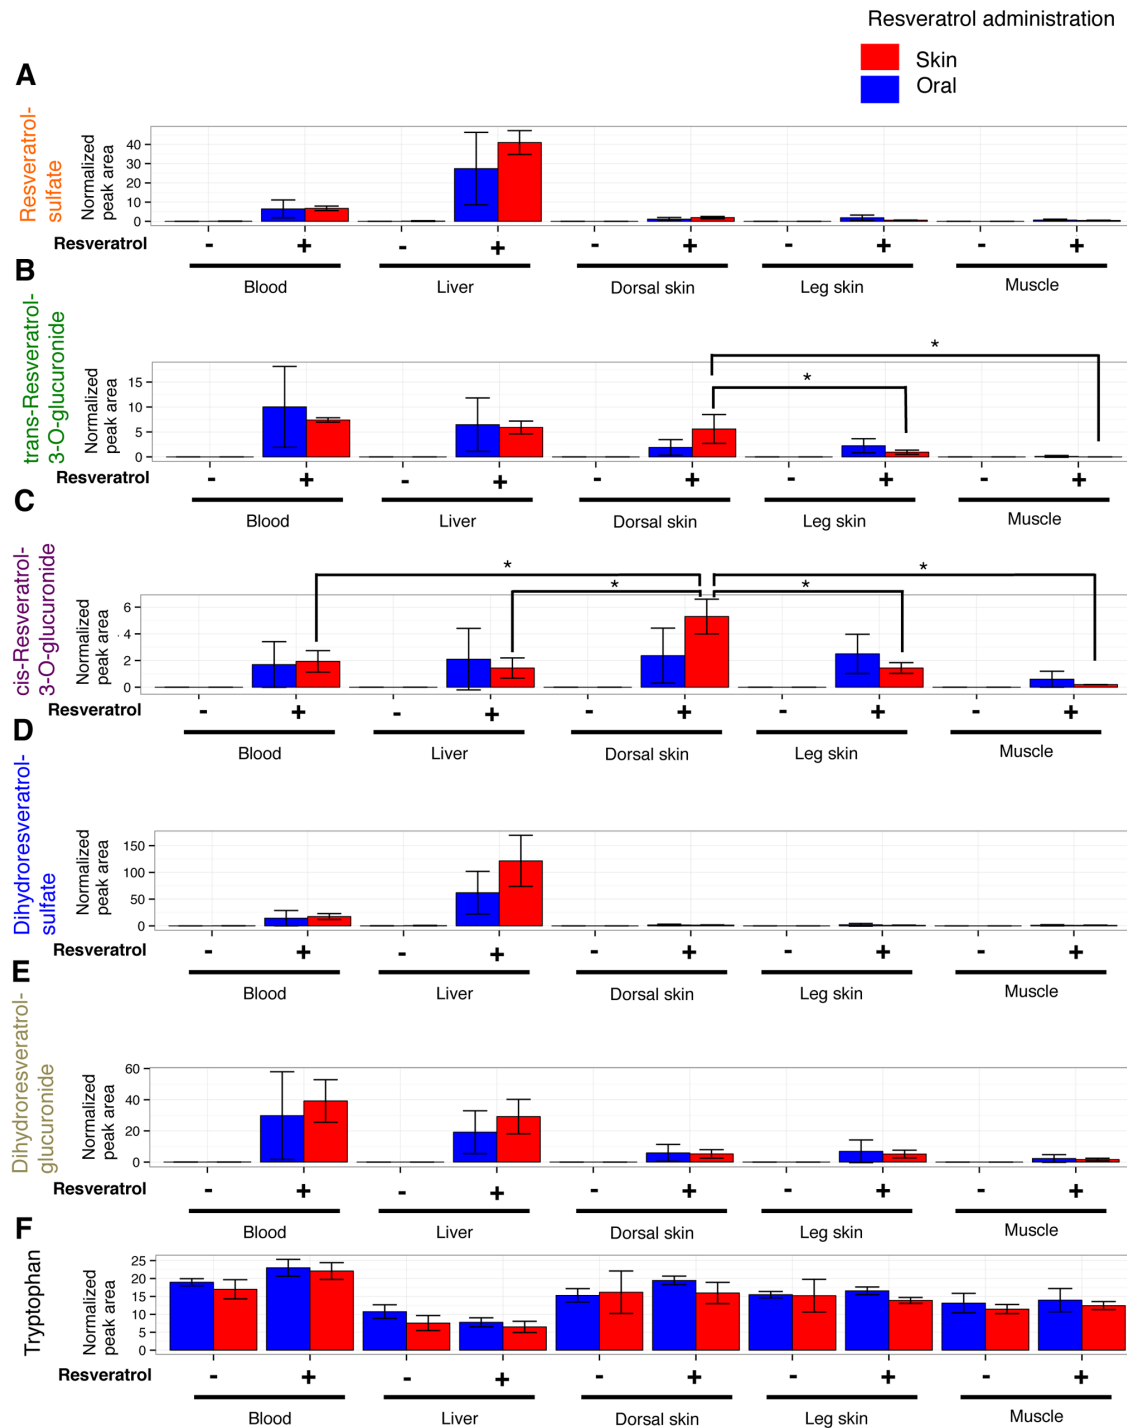 Resveratrol administration
Skin
Oral
A
Resveratrol-
sulfate
Normalized
peak area
40
30
20
10
0
Resveratrol - + - + - + - + - +
Blood Liver Dorsal skin Leg skin Muscle
B
trans-Resveratrol-
3-O-glucuronide
Normalized
peak area
15
10
5
0
* *
Resveratrol - + - + - + - + - +
Blood Liver Dorsal skin Leg skin Muscle
C
cis-Resveratrol-
3-O-glucuronide
Normalized
peak area
6
4
2
0
* * * *
Resveratrol - + - + - + - + - +
Blood Liver Dorsal skin Leg skin Muscle
D
Dihydroresveratrol-
sulfate
Normalized
peak area
150
100
50
0
Resveratrol - + - + - + - + - +
Blood Liver Dorsal skin Leg skin Muscle
E
Dihydroresveratrol-
glucuronide
Normalized
peak area
60
40
20
0
Resveratrol - + - + - + - + - +
Blood Liver Dorsal skin Leg skin Muscle
F
Tryptophan
Normalized
peak area
25
20
15
10
5
0
Resveratrol - + - + - + - + - +
Blood Liver Dorsal skin Leg skin Muscle